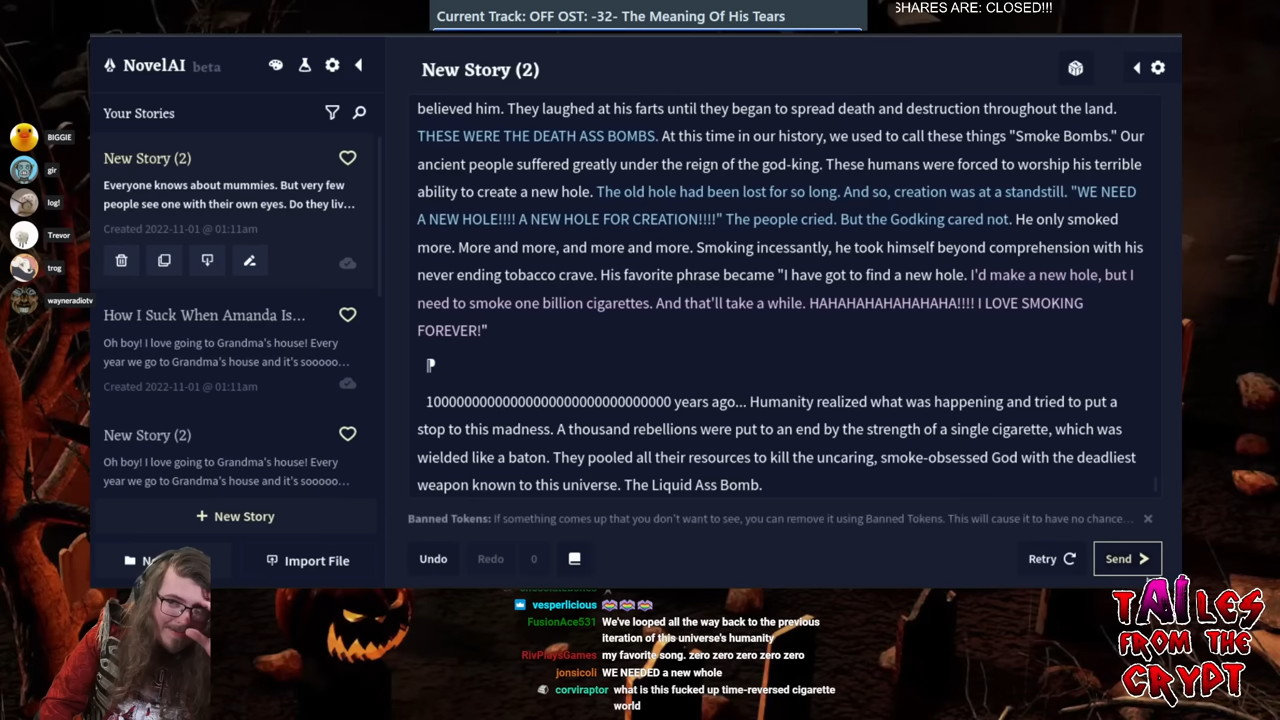 Current Track: OFF OST: -32- The Meaning Of His Tears
SHARES ARE: CLOSED!!!
NovelAI beta
New Story (2)
Your Stories
New Story (2)
Everyone knows about mummies. But very few
people see one with their own eyes. Do they liv...
Created 2022-11-01 @ 01:11am
How I Suck When Amanda Is...
Oh boy! I love going to Grandma's house! Every
year we go to Grandma's house and it's sooooo...
Created 2022-11-01 @ 01:11am
New Story (2)
Oh boy! I love going to Grandma's house! Every
year we go to Grandma's house and it's sooooo...
+ New Story
Import File
BIGGIE
gir
log!
Trevor
trog
wayneradiotv
believed him. They laughed at his farts until they began to spread death and destruction throughout the land.
THESE WERE THE DEATH ASS BOMBS. At this time in our history, we used to call these things "Smoke Bombs." Our
ancient people suffered greatly under the reign of the god-king. These humans were forced to worship his terrible
ability to create a new hole. The old hole had been lost for so long. And so, creation was at a standstill. "WE NEED
A NEW HOLE!!!! A NEW HOLE FOR CREATION!!!!" The people cried. But the Godking cared not. He only smoked
more. More and more, and more and more. Smoking incessantly, he took himself beyond comprehension with his
never ending tobacco crave. His favorite phrase became "I have got to find a new hole. I'd make a new hole, but I
need to smoke one billion cigarettes. And that'll take a while. HAHAHAHAHAHAHA!!!! I LOVE SMOKING
FOREVER!"
⁋
10000000000000000000000000000 years ago... Humanity realized what was happening and tried to put a
stop to this madness. A thousand rebellions were put to an end by the strength of a single cigarette, which was
wielded like a baton. They pooled all their resources to kill the uncaring, smoke-obsessed God with the deadliest
weapon known to this universe. The Liquid Ass Bomb.
Banned Tokens: If something comes up that you don't want to see, you can remove it using Banned Tokens. This will cause it to have no chance...
Undo
Redo
0
Retry
Send
vesperlicious
FusionAce531 We've looped all the way back to the previous
iteration of this universe's humanity
RivPlaysGames my favorite song. zero zero zero zero zero
jonsicoli WE NEEDED a new whole
corviraptor what is this fucked up time-reversed cigarette
world
TAILES
FROM THE
CRYPT